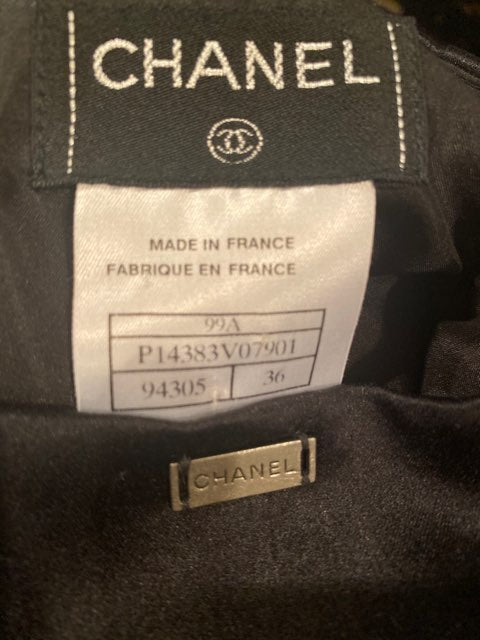 CHANEL
MADE IN FRANCE
FABRIQUE EN FRANCE
99A
P14383V07901
94305 36
CHANEL